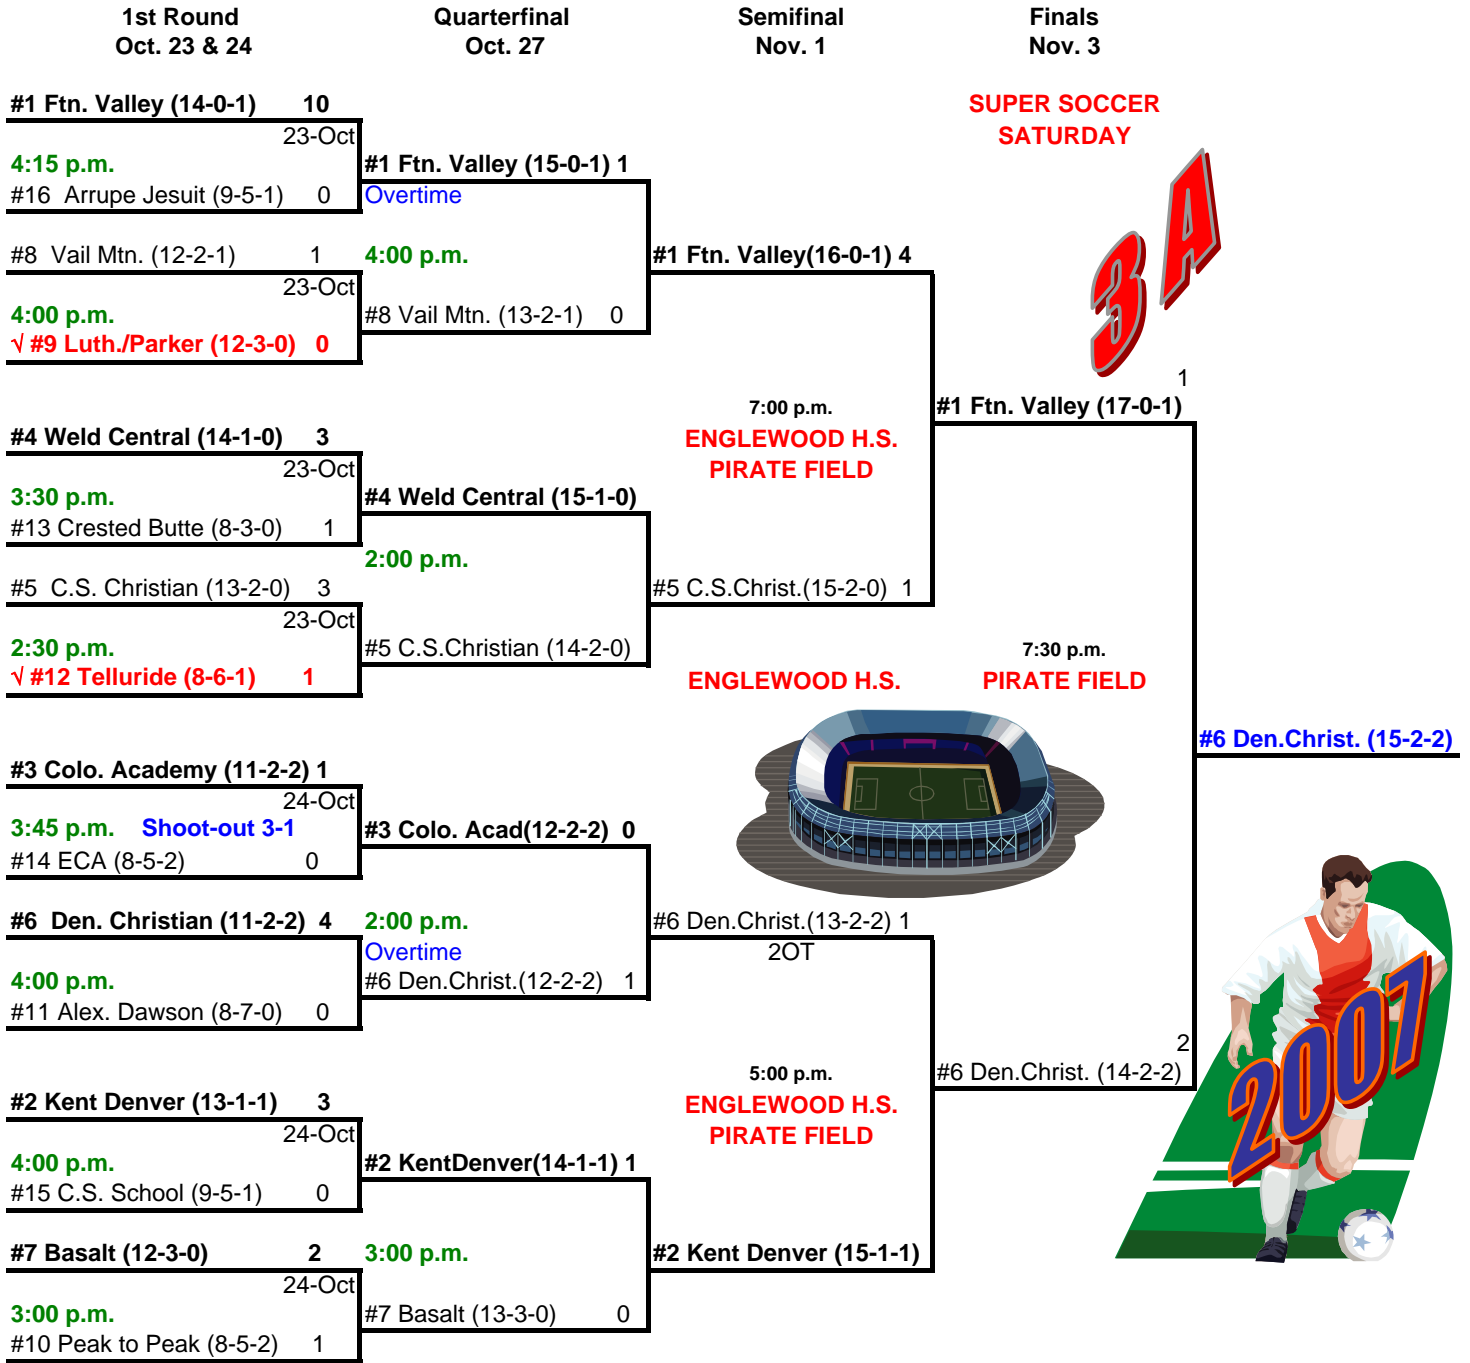 1st Round
Oct. 23 & 24
Quarterfinal
Oct. 27
Semifinal
Nov. 1
Finals
Nov. 3
#1 Ftn. Valley (14-0-1) 10
23-Oct
4:15 p.m.
#16 Arrupe Jesuit (9-5-1) 0
#8 Vail Mtn. (12-2-1) 1
23-Oct
4:00 p.m.
√ #9 Luth./Parker (12-3-0) 0
#4 Weld Central (14-1-0) 3
23-Oct
3:30 p.m.
#13 Crested Butte (8-3-0) 1
#5 C.S. Christian (13-2-0) 3
23-Oct
2:30 p.m.
√ #12 Telluride (8-6-1) 1
#3 Colo. Academy (11-2-2) 1
24-Oct
3:45 p.m. Shoot-out 3-1
#14 ECA (8-5-2) 0
#6 Den. Christian (11-2-2) 4
4:00 p.m.
#11 Alex. Dawson (8-7-0) 0
#2 Kent Denver (13-1-1) 3
24-Oct
4:00 p.m.
#15 C.S. School (9-5-1) 0
#7 Basalt (12-3-0) 2
24-Oct
3:00 p.m.
#10 Peak to Peak (8-5-2) 1
#1 Ftn. Valley (15-0-1) 1
Overtime
4:00 p.m.
#8 Vail Mtn. (13-2-1) 0
#4 Weld Central (15-1-0)
2:00 p.m.
#5 C.S.Christian (14-2-0)
#3 Colo. Acad(12-2-2) 0
2:00 p.m.
Overtime
#6 Den.Christ.(12-2-2) 1
#2 KentDenver(14-1-1) 1
3:00 p.m.
#7 Basalt (13-3-0) 0
#1 Ftn. Valley(16-0-1) 4
7:00 p.m.
ENGLEWOOD H.S.
PIRATE FIELD
#5 C.S.Christ.(15-2-0) 1
ENGLEWOOD H.S.
#6 Den.Christ.(13-2-2) 1
2OT
5:00 p.m.
ENGLEWOOD H.S.
PIRATE FIELD
#2 Kent Denver (15-1-1)
SUPER SOCCER
SATURDAY
3A
1
#1 Ftn. Valley (17-0-1)
7:30 p.m.
PIRATE FIELD
2
#6 Den.Christ. (14-2-2)
#6 Den.Christ. (15-2-2)
2007